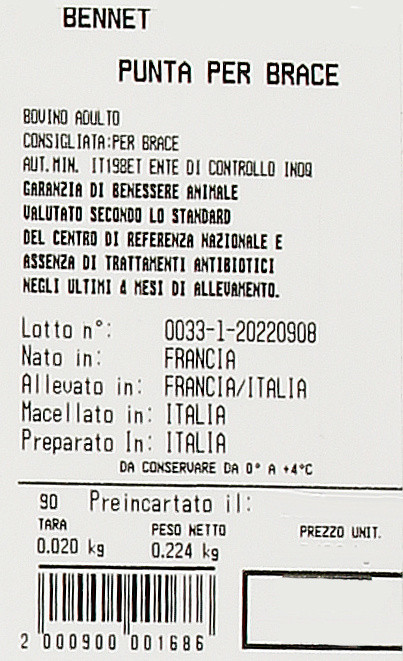 BENNET
PUNTA PER BRACE
BOVINO ADULTO
CONSIGLIATA:PER BRACE
AUT.MIN. IT198ET ENTE DI CONTROLLO INOQ
GARANZIA DI BENESSERE ANIMALE
VALUTATO SECONDO LO STANDARD
DEL CENTRO DI REFERENZA NAZIONALE E
ASSENZA DI TRATTAMENTI ANTIBIOTICI
NEGLI ULTIMI 4 MESI DI ALLEVAMENTO.
Lotto n°: 0033-1-20220908
Nato in: FRANCIA
Allevato in: FRANCIA/ITALIA
Macellato in: ITALIA
Preparato In: ITALIA
DA CONSERVARE DA 0° A +4°C
90 Preincartato il:
TARA PESO NETTO PREZZO UNIT.
0.020 kg 0.224 kg
2 000900 001686